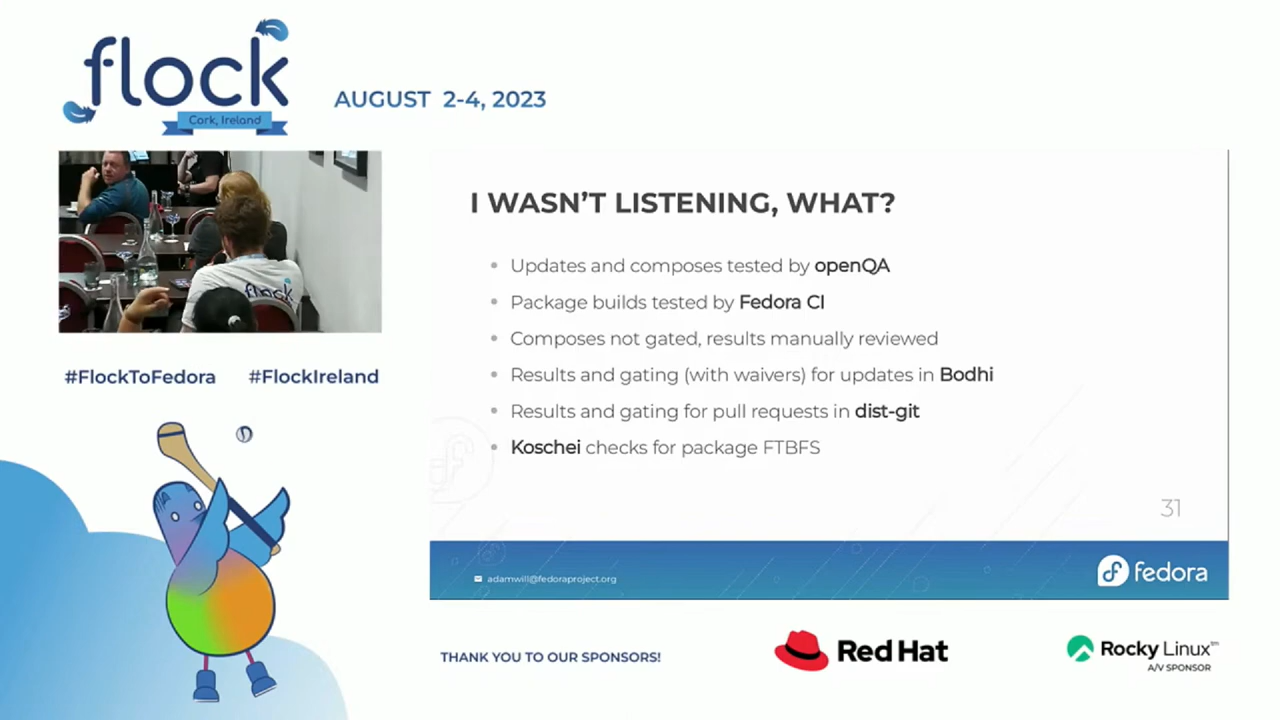 flock
Cork, Ireland
AUGUST 2-4, 2023
flock
#FlockToFedora #FlockIreland
I WASN'T LISTENING, WHAT?
Updates and composes tested by openQA
Package builds tested by Fedora CI
Composes not gated, results manually reviewed
Results and gating (with waivers) for updates in Bodhi
Results and gating for pull requests in dist-git
Koschei checks for package FTBFS
31
adamwill@fedoraproject.org
fedora
THANK YOU TO OUR SPONSORS!
Red Hat
Rocky Linux™
A/V SPONSOR